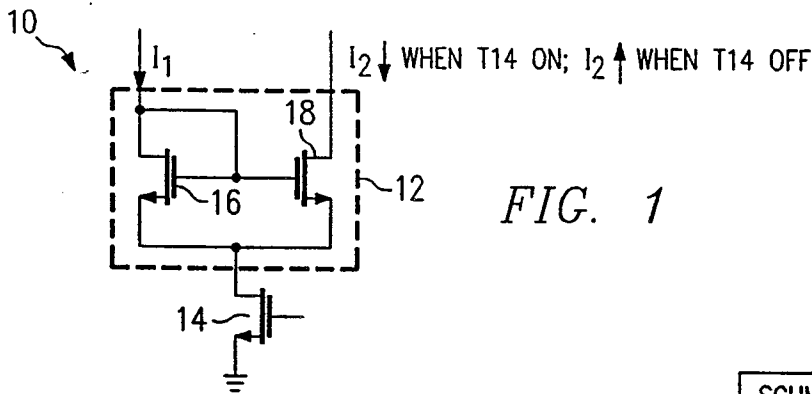 10
I1
I2 ↓ WHEN T14 ON; I2 ↑ WHEN T14 OFF
18
16
12
FIG. 1
14